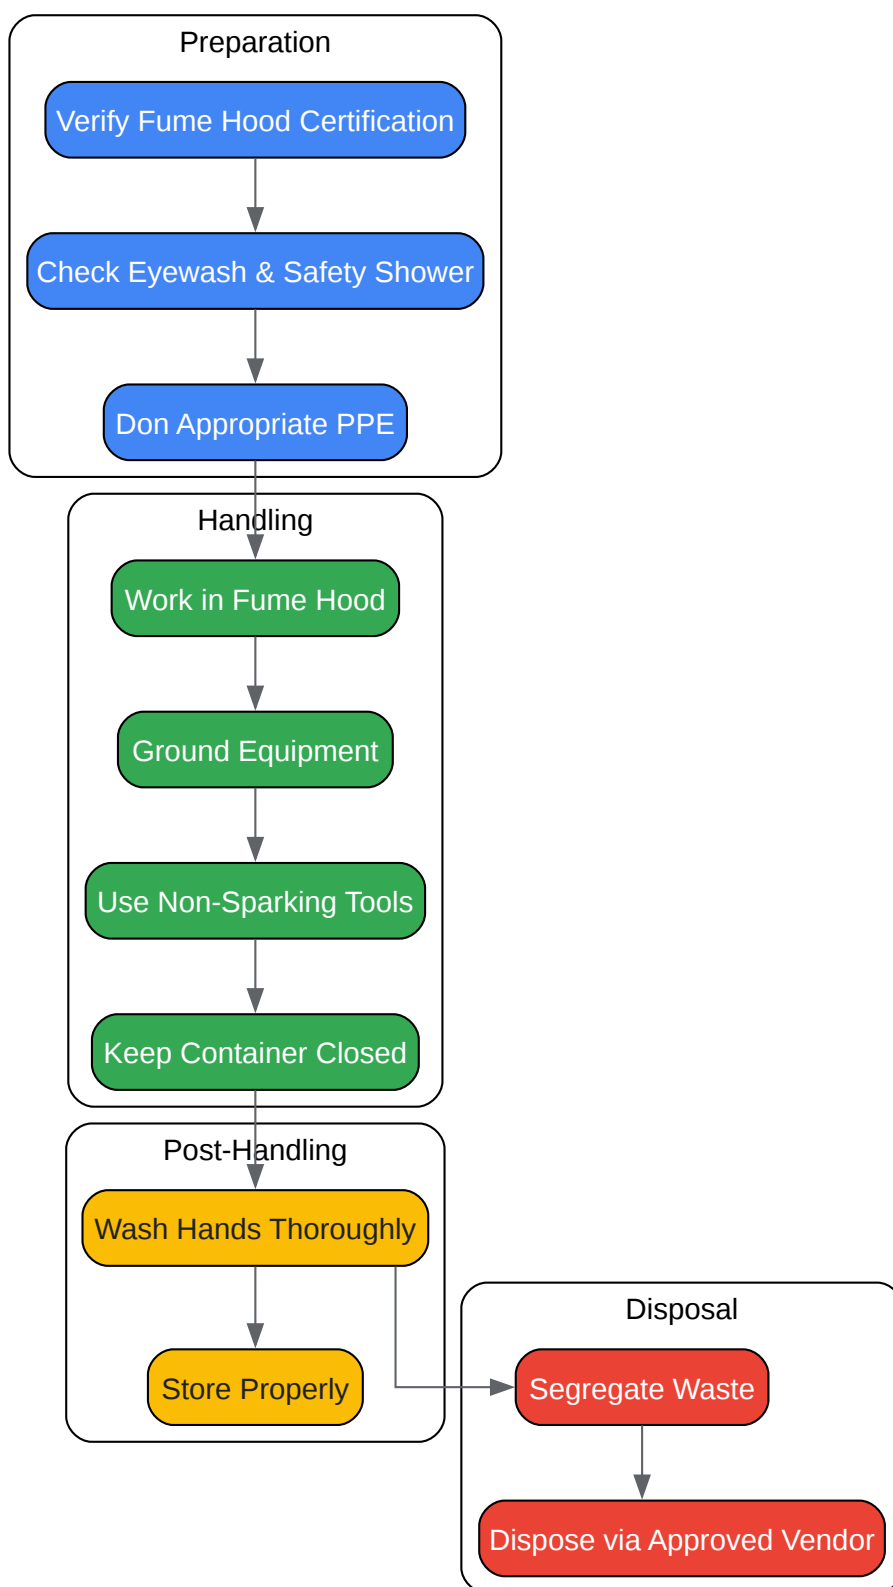 Preparation
Verify Fume Hood Certification
Check Eyewash & Safety Shower
Don Appropriate PPE
Handling
Work in Fume Hood
Ground Equipment
Use Non-Sparking Tools
Keep Container Closed
Post-Handling
Wash Hands Thoroughly
Store Properly
Disposal
Segregate Waste
Dispose via Approved Vendor